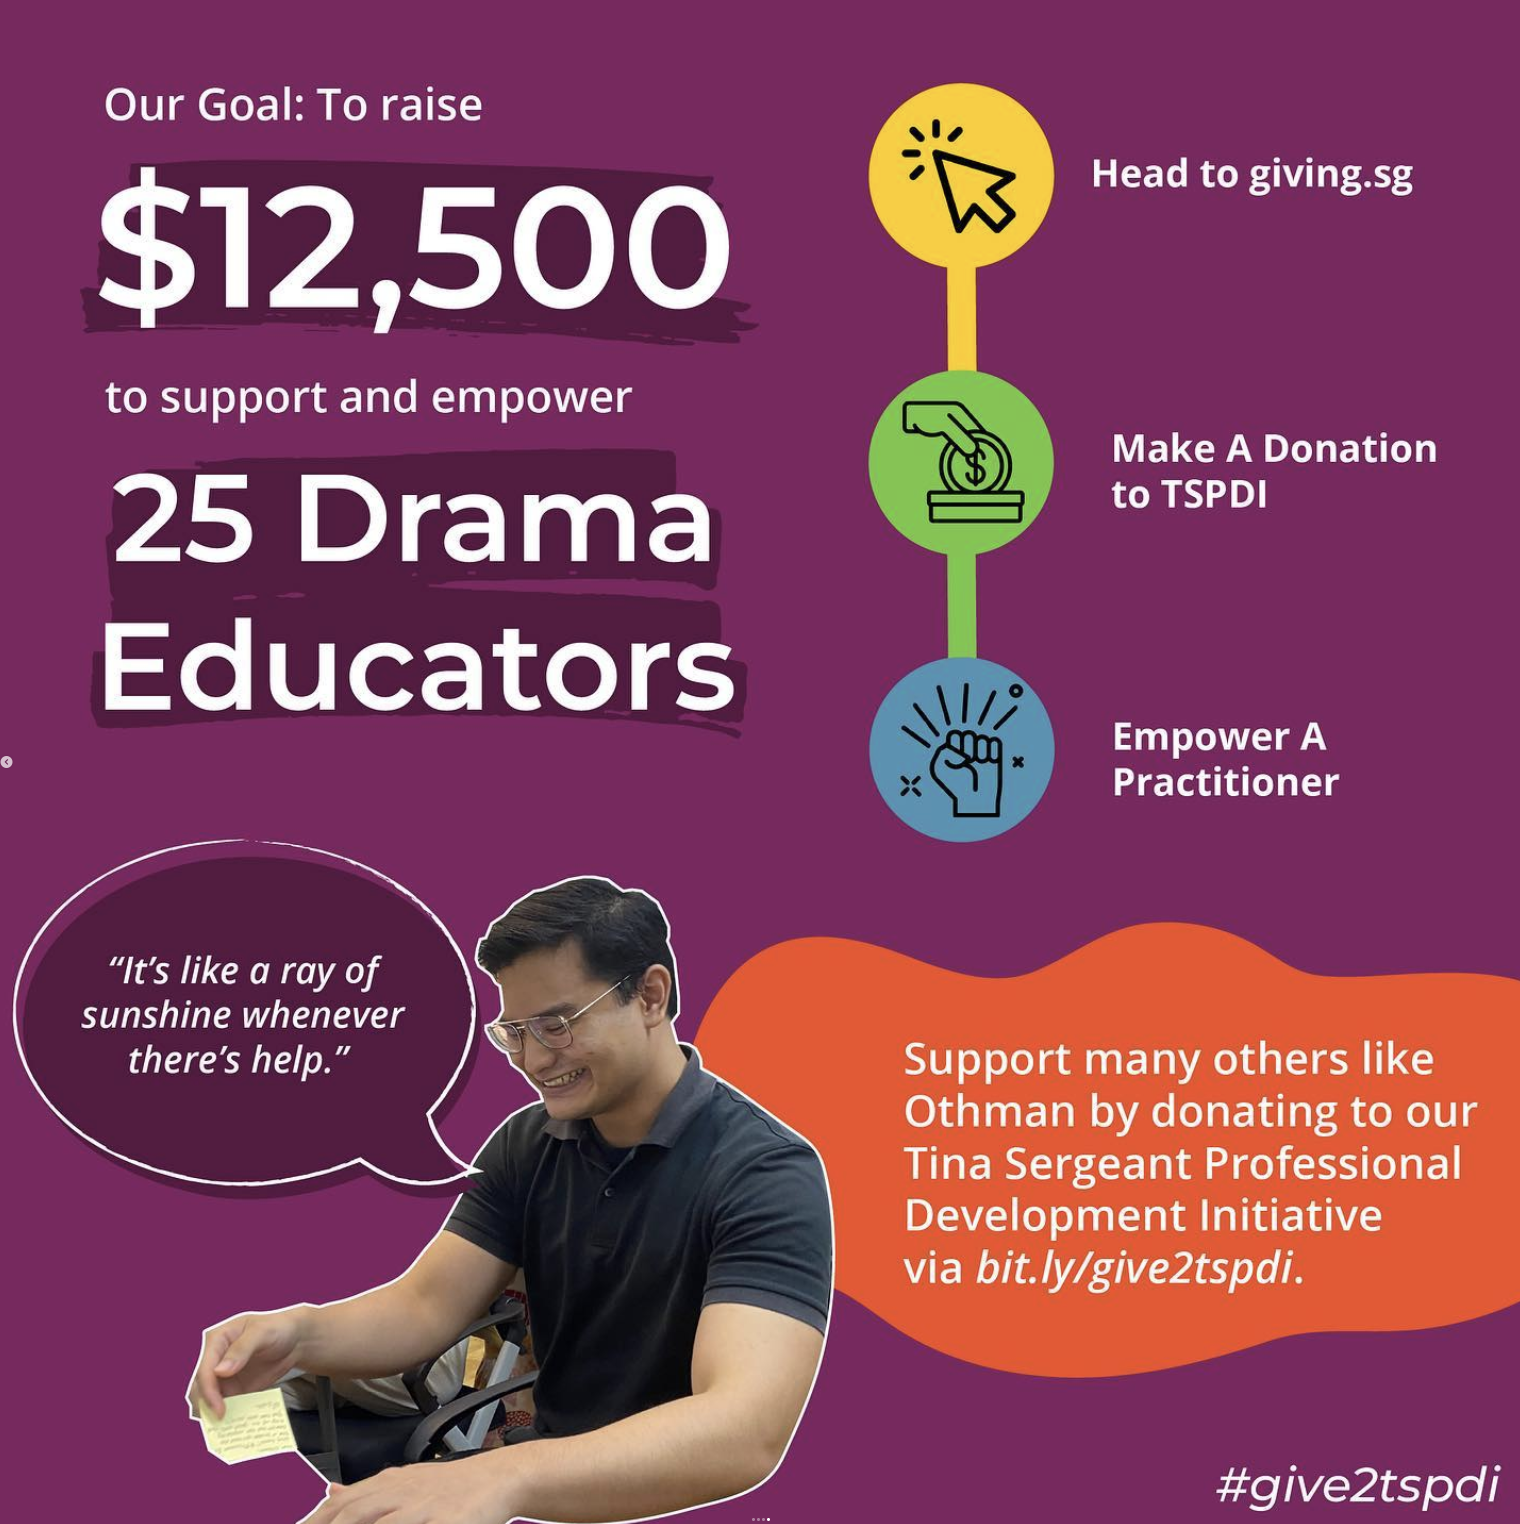 Our Goal: To raise
$12,500
to support and empower
25 Drama
Educators
Head to giving.sg
Make A Donation
to TSPDI
Empower A
Practitioner
“It’s like a ray of
sunshine whenever
there’s help.”
Support many others like
Othman by donating to our
Tina Sergeant Professional
Development Initiative
via bit.ly/give2tspdi.
#give2tspdi